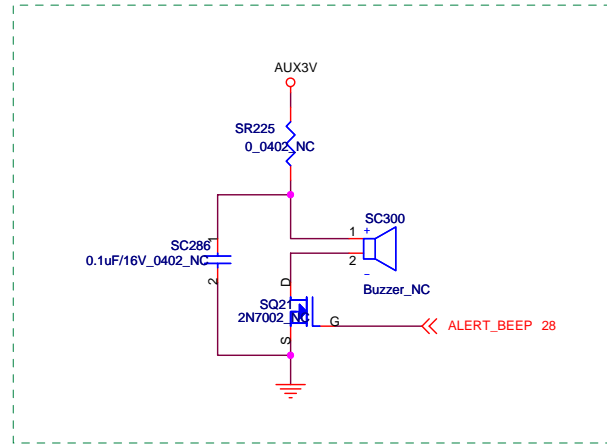 AUX3V
SR225
0_0402_NC
SC286
0.1uF/16V_0402_NC
1
2
SC300
1
+
2
-
Buzzer_NC
D
SQ21
2N7002_NC
G
S
ALERT_BEEP 28